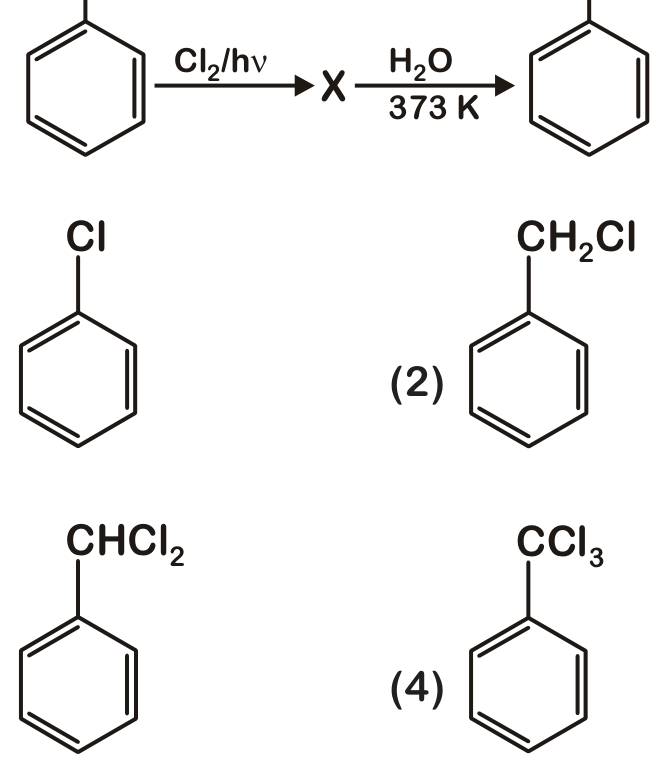 Cl₂/hν X H₂O
373 K
Cl CH₂Cl
(2)
CHCl₂ CCl₃
(4)